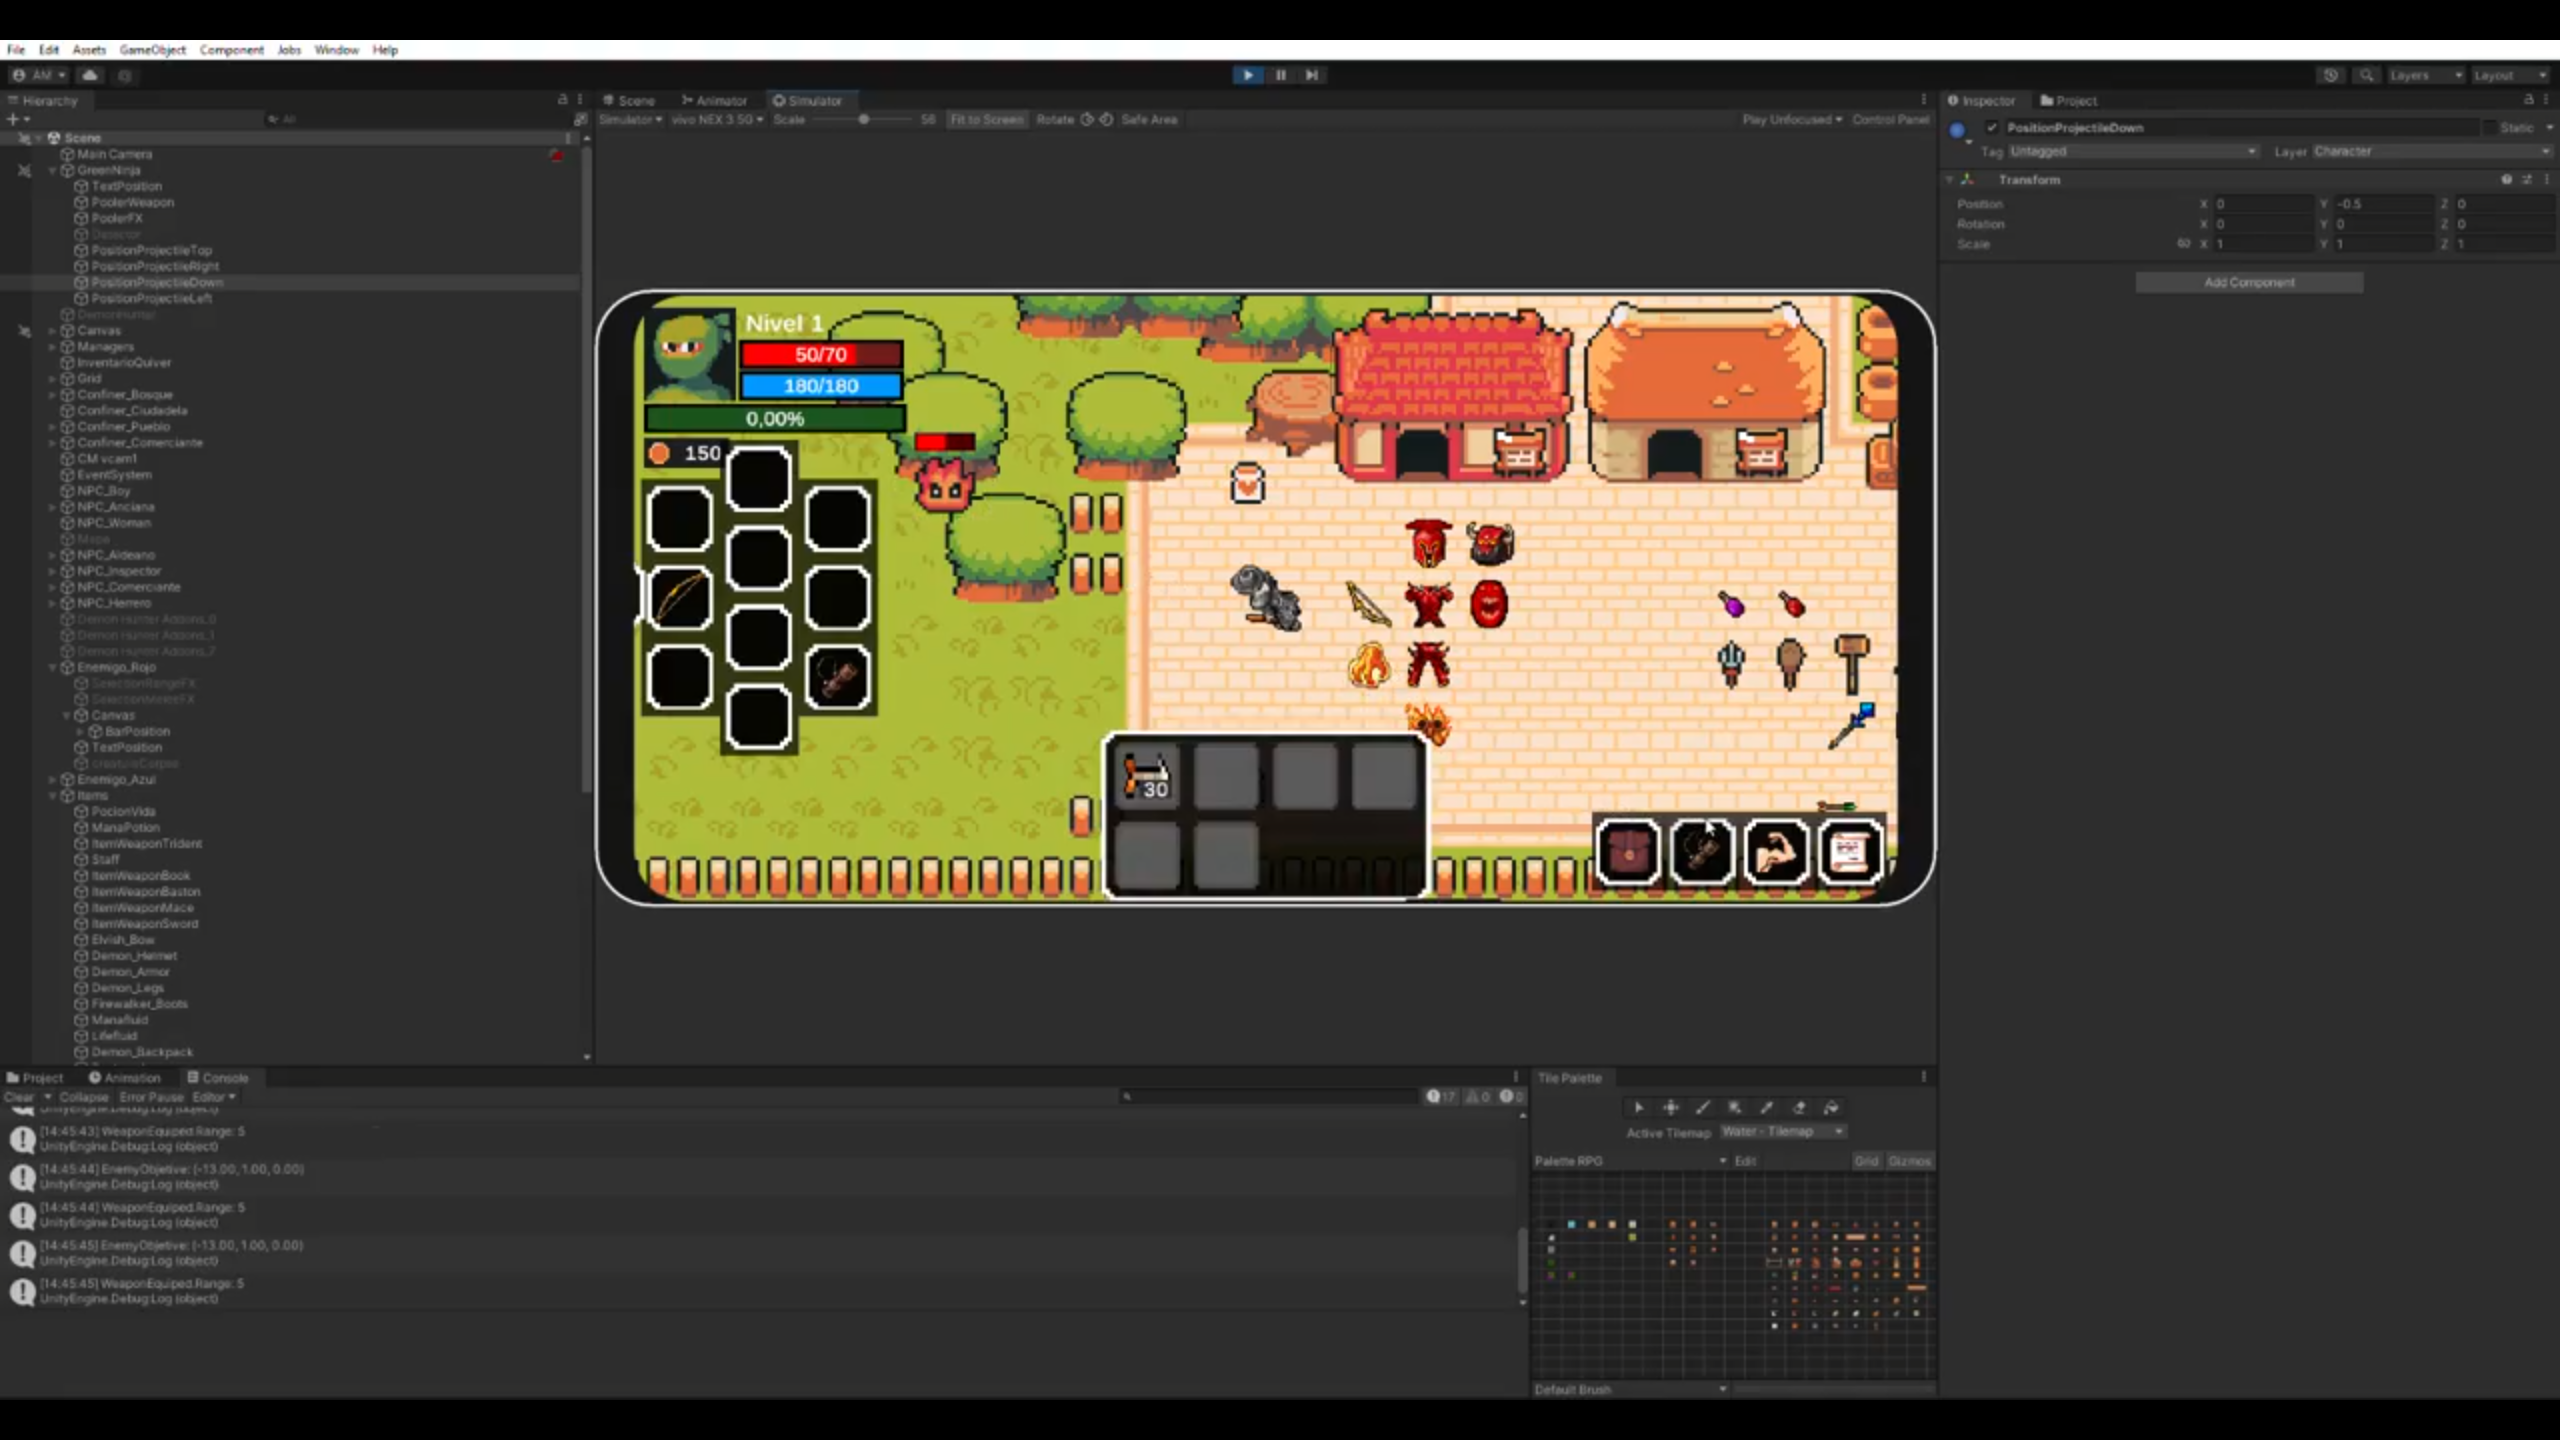 File Edit Assets GameObject Component Jobs Window Help
AM
Layers Layout
Hierarchy
All
Scene
Main Camera
GreenNinja
TextPosition
PoolerWeapon
PoolerFX
Detector
PositionProjectileTop
PositionProjectileRight
PositionProjectileDown
PositionProjectileLeft
DemonHunter
Canvas
Managers
InventarioQuiver
Grid
Confiner_Bosque
Confiner_Ciudadela
Confiner_Pueblo
Confiner_Comerciante
CM vcam1
EventSystem
NPC_Boy
NPC_Anciana
NPC_Woman
Mapa
NPC_Aldeano
NPC_Inspector
NPC_Comerciante
NPC_Herrero
Demon Hunter Addons_0
Demon Hunter Addons_1
Demon Hunter Addons_7
Enemigo_Rojo
SelectionRangeFX
SelectionMeleeFX
Canvas
BarPosition
TextPosition
creatureCorpse
Enemigo_Azul
Items
PocionVida
ManaPotion
ItemWeaponTrident
Staff
ItemWeaponBook
ItemWeaponBaston
ItemWeaponMace
ItemWeaponSword
Elvish_Bow
Demon_Helmet
Demon_Armor
Demon_Legs
Firewalker_Boots
Manafluid
Lifefluid
Demon_Backpack
Scene Animator Simulator
Simulator vivo NEX 3 5G Scale 56 Fit to Screen Rotate Safe Area Play Unfocused Control Panel
Nivel 1
50/70
180/180
0,00%
150
30
Inspector Project
PositionProjectileDown Static
Tag Untagged Layer Character
Transform
Position X 0 Y -0.5 Z 0
Rotation X 0 Y 0 Z 0
Scale X 1 Y 1 Z 1
Add Component
Project Animation Console
Clear Collapse Error Pause Editor 17 0 0
UnityEngine.Debug:Log (object)
[14:45:43] WeaponEquiped.Range: 5
UnityEngine.Debug:Log (object)
[14:45:44] EnemyObjetive: (-13.00, 1.00, 0.00)
UnityEngine.Debug:Log (object)
[14:45:44] WeaponEquiped.Range: 5
UnityEngine.Debug:Log (object)
[14:45:45] EnemyObjetive: (-13.00, 1.00, 0.00)
UnityEngine.Debug:Log (object)
[14:45:45] WeaponEquiped.Range: 5
UnityEngine.Debug:Log (object)
Tile Palette
Active Tilemap Water - Tilemap
Palette RPG Edit Grid Gizmos
Default Brush